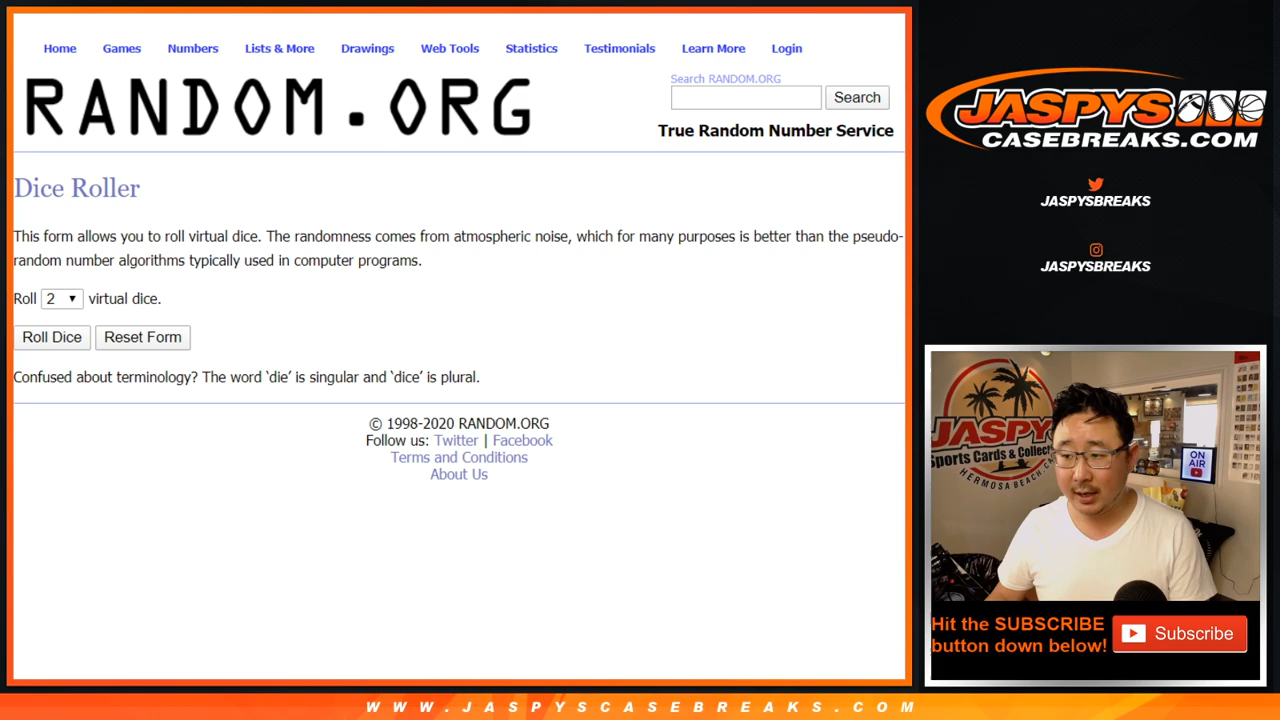 Home Games Numbers Lists & More Drawings Web Tools Statistics Testimonials Learn More Login
RANDOM.ORG
Search RANDOM.ORG
Search
True Random Number Service
Dice Roller
This form allows you to roll virtual dice. The randomness comes from atmospheric noise, which for many purposes is better than the pseudo-
random number algorithms typically used in computer programs.
Roll 2 virtual dice.
Roll Dice Reset Form
Confused about terminology? The word ‘die’ is singular and ‘dice’ is plural.
© 1998-2020 RANDOM.ORG
Follow us: Twitter | Facebook
Terms and Conditions
About Us
JASPYS
CASEBREAKS.COM
JASPYSBREAKS
JASPYSBREAKS
JASPY
Sports Cards & Collect
HERMOSA BEACH, CA
ON
AIR
Hit the SUBSCRIBE
button down below!
Subscribe
WWW.JASPYSCASEBREAKS.COM